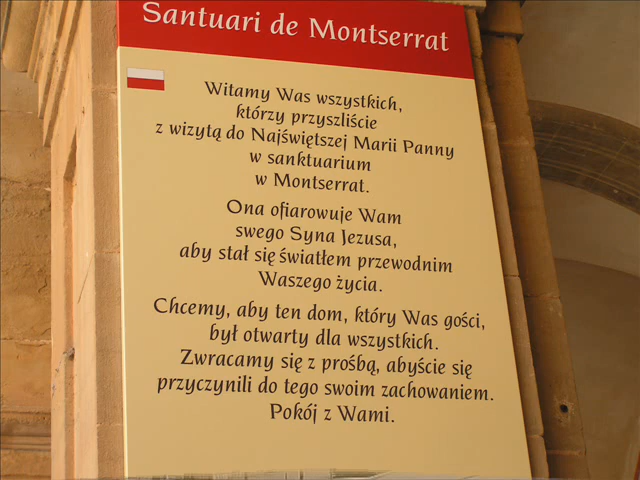 Santuari de Montserrat
Witamy Was wszystkich,
którzy przyszliście
z wizytą do Najświętszej Marii Panny
w sanktuarium
w Montserrat.
Ona ofiarowuje Wam
swego Syna Jezusa,
aby stał się światłem przewodnim
Waszego życia.
Chcemy, aby ten dom, który Was gości,
był otwarty dla wszystkich.
Zwracamy się z prośbą, abyście się
przyczynili do tego swoim zachowaniem.
Pokój z Wami.